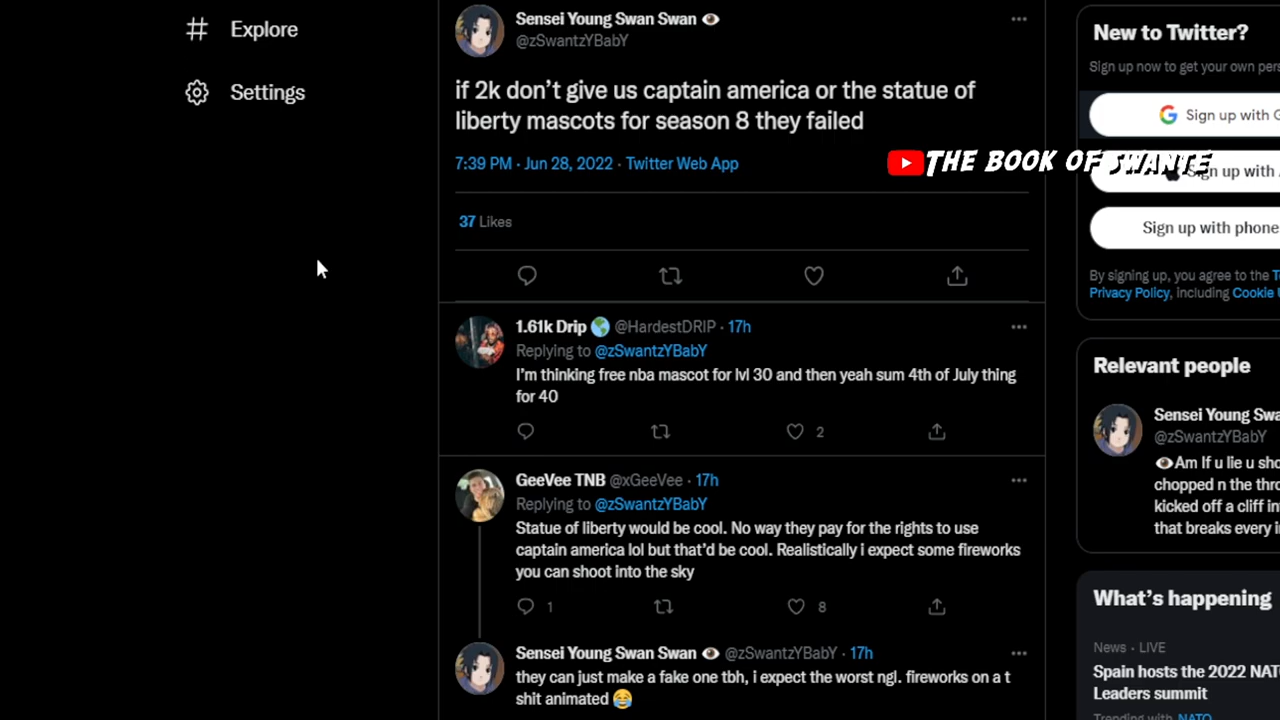 Explore
Settings
Sensei Young Swan Swan 👁
@zSwantzYBabY
if 2k don't give us captain america or the statue of
liberty mascots for season 8 they failed
7:39 PM · Jun 28, 2022 · Twitter Web App
37 Likes
1.61k Drip 🌎 @HardestDRIP · 17h
Replying to @zSwantzYBabY
I'm thinking free nba mascot for lvl 30 and then yeah sum 4th of July thing
for 40
2
GeeVee TNB @xGeeVee · 17h
Replying to @zSwantzYBabY
Statue of liberty would be cool. No way they pay for the rights to use
captain america lol but that'd be cool. Realistically i expect some fireworks
you can shoot into the sky
1 8
Sensei Young Swan Swan 👁 @zSwantzYBabY · 17h
they can just make a fake one tbh, i expect the worst ngl. fireworks on a t
shit animated 😂
New to Twitter?
Sign up now to get your own pers
Sign up with G
THE BOOK OF SWANTE
Sign up with
Sign up with phone
By signing up, you agree to the
Privacy Policy, including Cookie
Relevant people
Sensei Young Swa
@zSwantzYBabY
👁Am If u lie u sho
chopped n the thro
kicked off a cliff in
that breaks every i
What's happening
News · LIVE
Spain hosts the 2022 NAT
Leaders summit
Trending with NATO